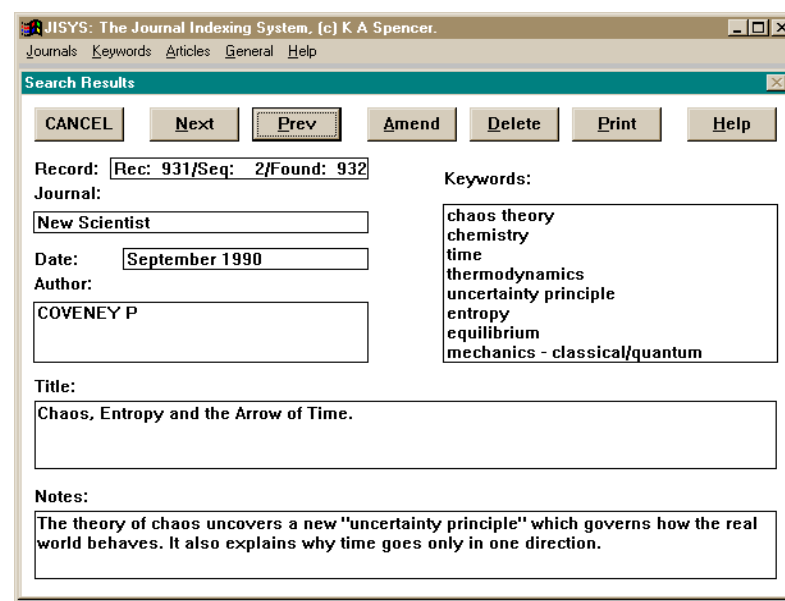 JISYS: The Journal Indexing System, (c) K A Spencer.
Journals Keywords Articles General Help
Search Results
CANCEL Next Prev Amend Delete Print Help
Record: Rec: 931/Seq: 2/Found: 932
Journal:
New Scientist
Date: September 1990
Author:
COVENEY P
Keywords:
chaos theory
chemistry
time
thermodynamics
uncertainty principle
entropy
equilibrium
mechanics - classical/quantum
Title:
Chaos, Entropy and the Arrow of Time.
Notes:
The theory of chaos uncovers a new "uncertainty principle" which governs how the real
world behaves. It also explains why time goes only in one direction.